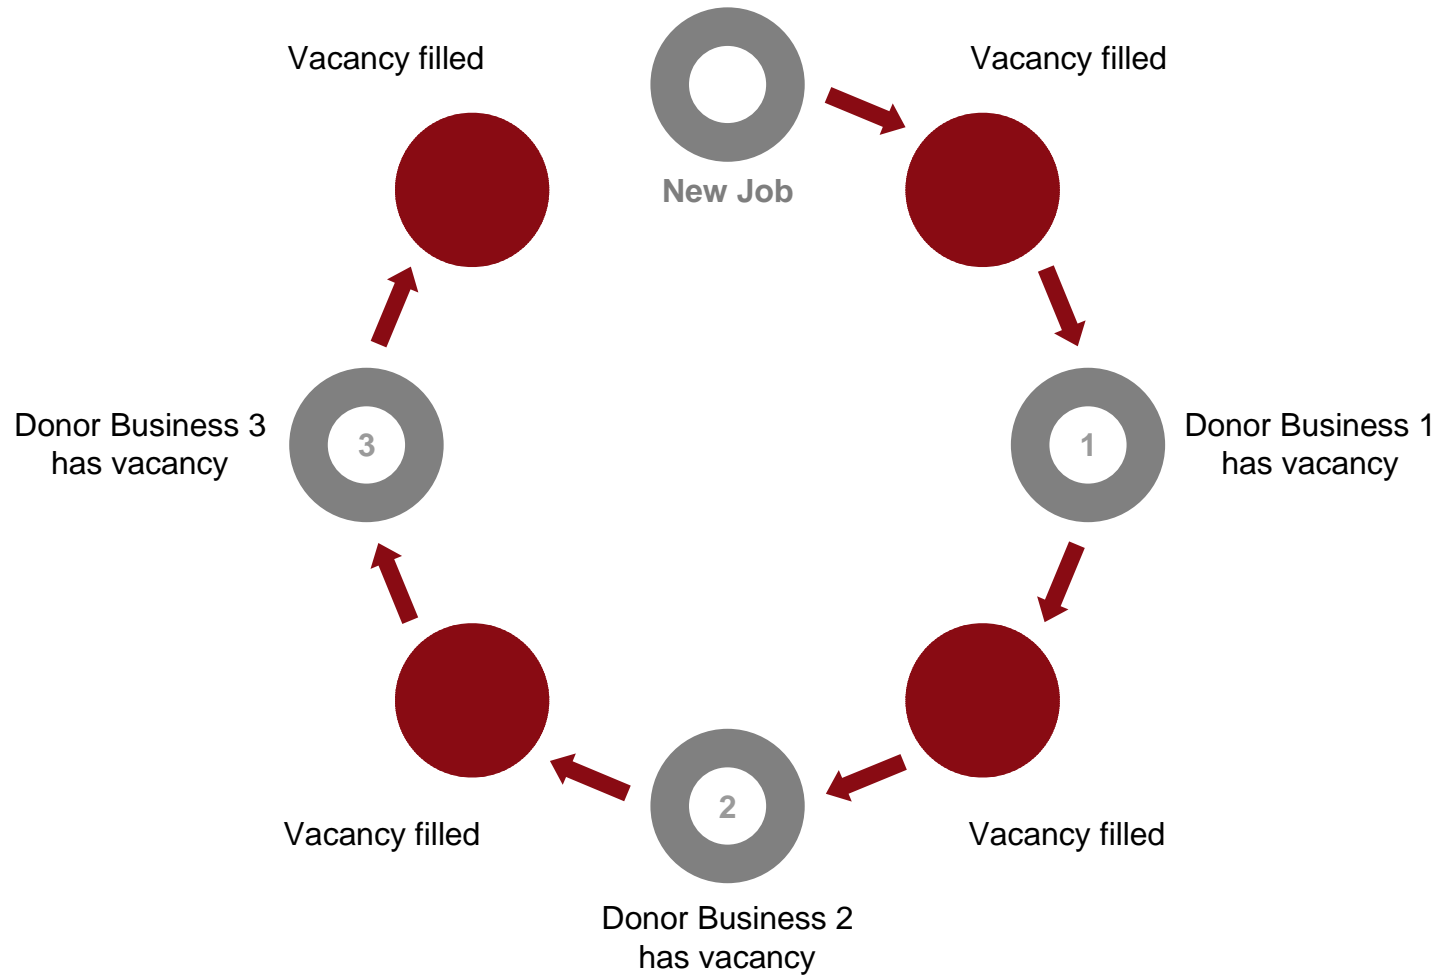 Vacancy filled
Vacancy filled
New Job
Donor Business 3
has vacancy
3
1
Donor Business 1
has vacancy
2
Vacancy filled
Vacancy filled
Donor Business 2
has vacancy